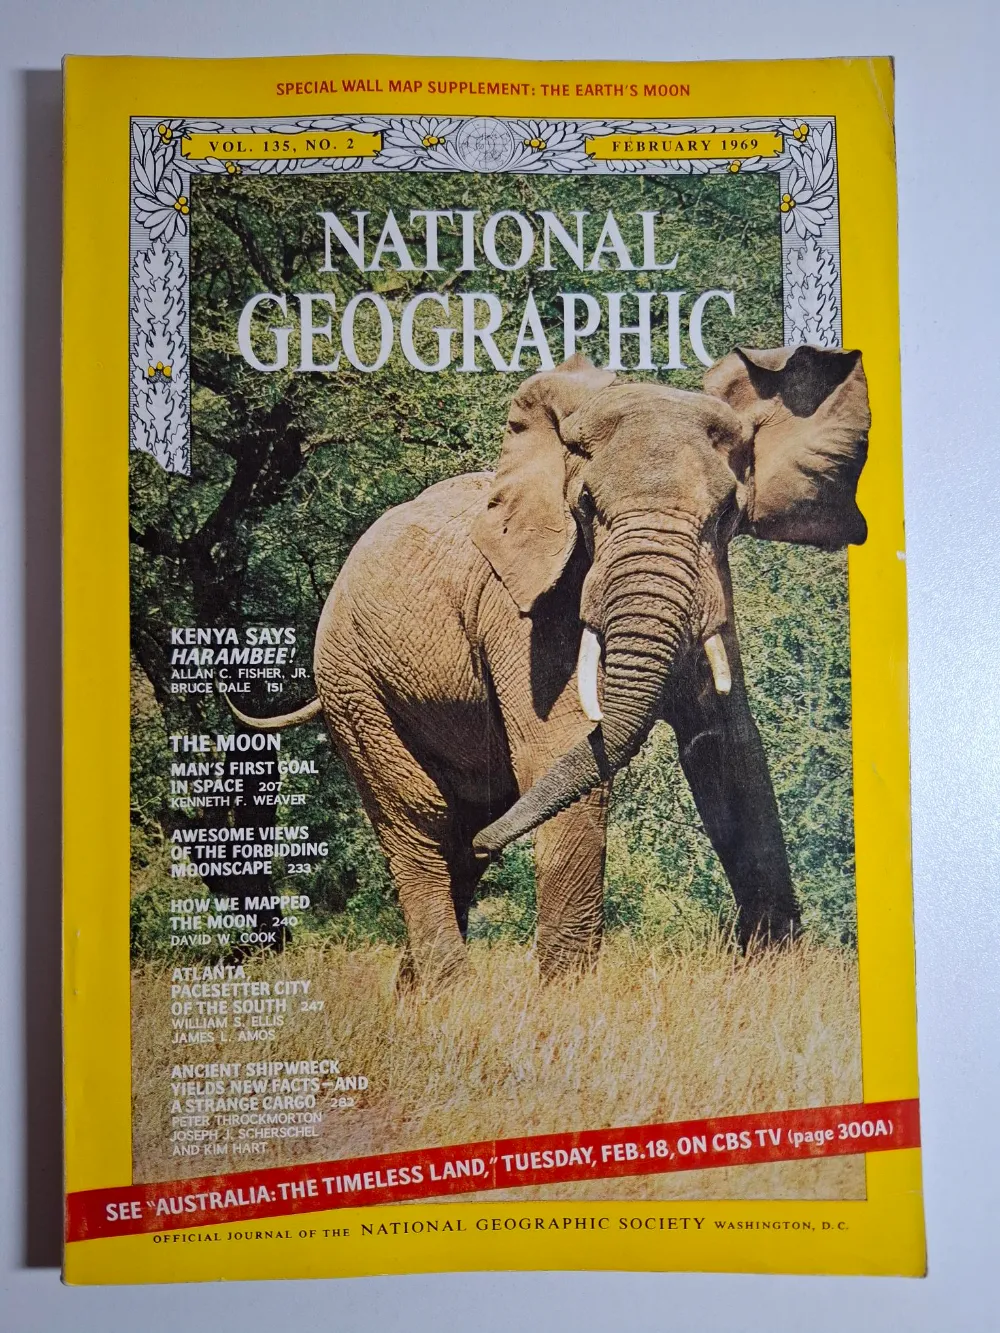 SPECIAL WALL MAP SUPPLEMENT: THE EARTH'S MOON
VOL. 135, NO. 2
FEBRUARY 1969
NATIONAL
GEOGRAPHIC
KENYA SAYS
HARAMBEE!
ALLAN C. FISHER, JR.
BRUCE DALE 151
THE MOON
MAN'S FIRST GOAL
IN SPACE 207
KENNETH F. WEAVER
AWESOME VIEWS
OF THE FORBIDDING
MOONSCAPE 233
HOW WE MAPPED
THE MOON 240
DAVID W. COOK
ATLANTA,
PACESETTER CITY
OF THE SOUTH 247
WILLIAM S. ELLIS
JAMES L. AMOS
ANCIENT SHIPWRECK
YIELDS NEW FACTS—AND
A STRANGE CARGO 282
PETER THROCKMORTON
JOSEPH J. SCHERSCHEL
AND KIM HART
SEE "AUSTRALIA: THE TIMELESS LAND," TUESDAY, FEB. 18, ON CBS TV (page 300A)
OFFICIAL JOURNAL OF THE NATIONAL GEOGRAPHIC SOCIETY WASHINGTON, D.C.